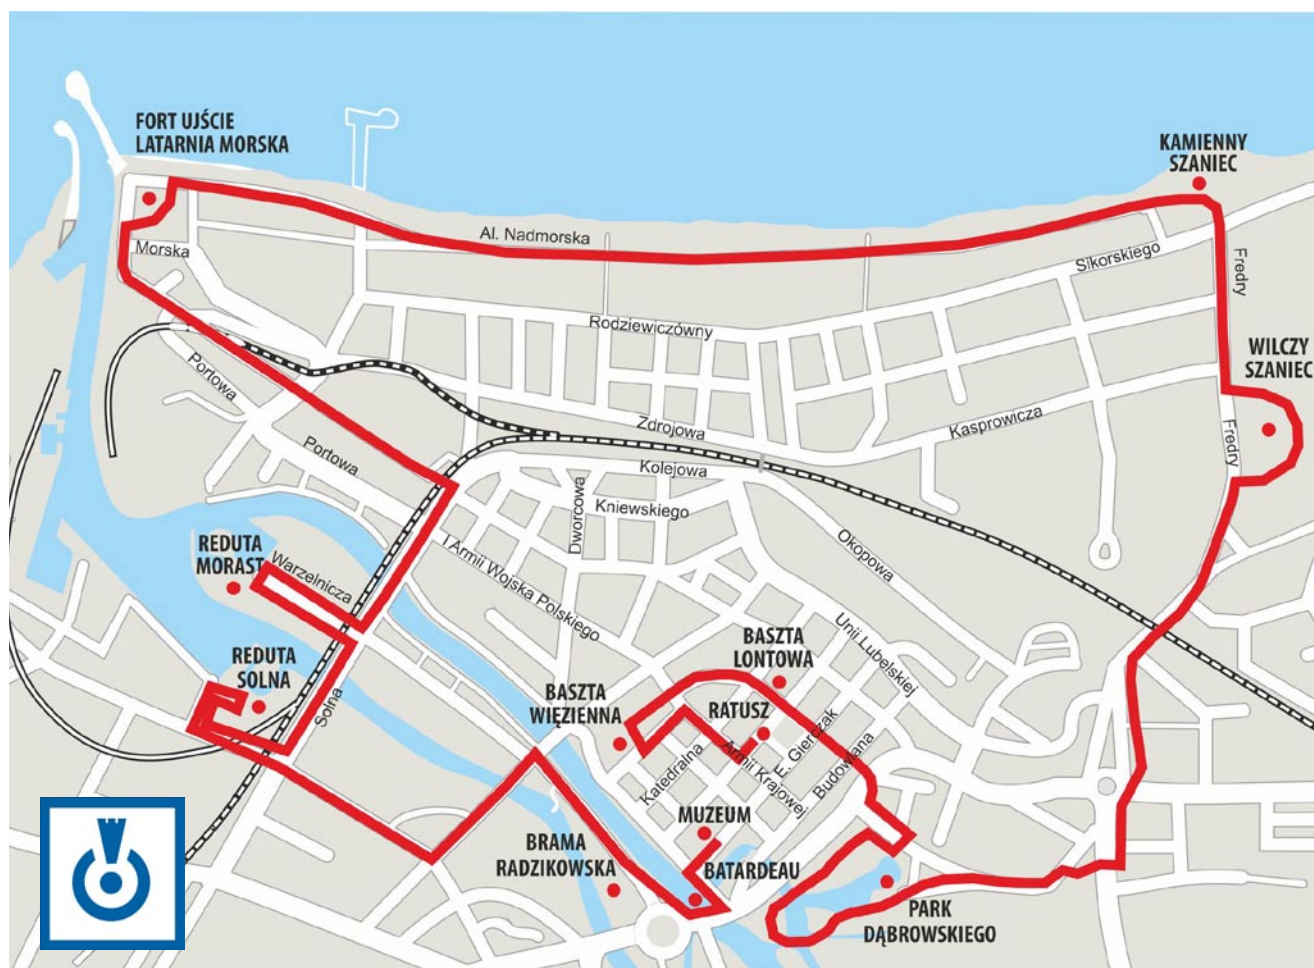 FORT UJŚCIE
LATARNIA MORSKA
KAMIENNY
SZANIEC
Al. Nadmorska
Morska
Sikorskiego
Fredry
Rodziewiczówny
WILCZY
SZANIEC
Portowa
Zdrojowa
Kasprowicza
Fredry
Portowa
Kolejowa
Kniewskiego
Dworcowa
Okopowa
REDUTA
MORAST
Warzelnicza
I Armii Wojska Polskiego
Unii Lubelskiej
BASZTA
LONTOWA
REDUTA
SOLNA
Solna
BASZTA
WIĘZIENNA
RATUSZ
Katedralna
Armii Krajowej
E. Gierczak
Budowlana
MUZEUM
BRAMA
RADZIKOWSKA
BATARDEAU
PARK
DĄBROWSKIEGO